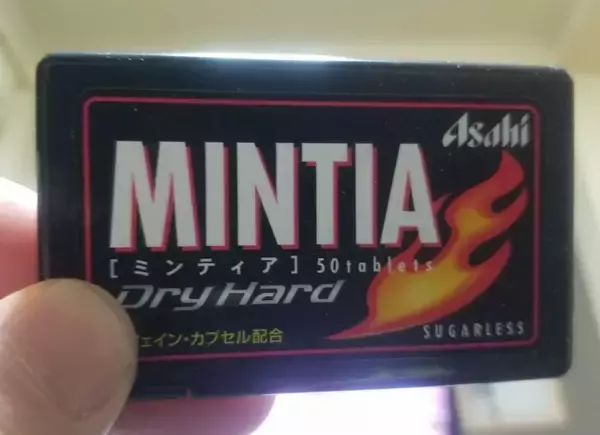 Asahi
MINTIA
[ミンティア] 50tablets
Dry Hard
ェイン・カプセル配合
SUGARLESS